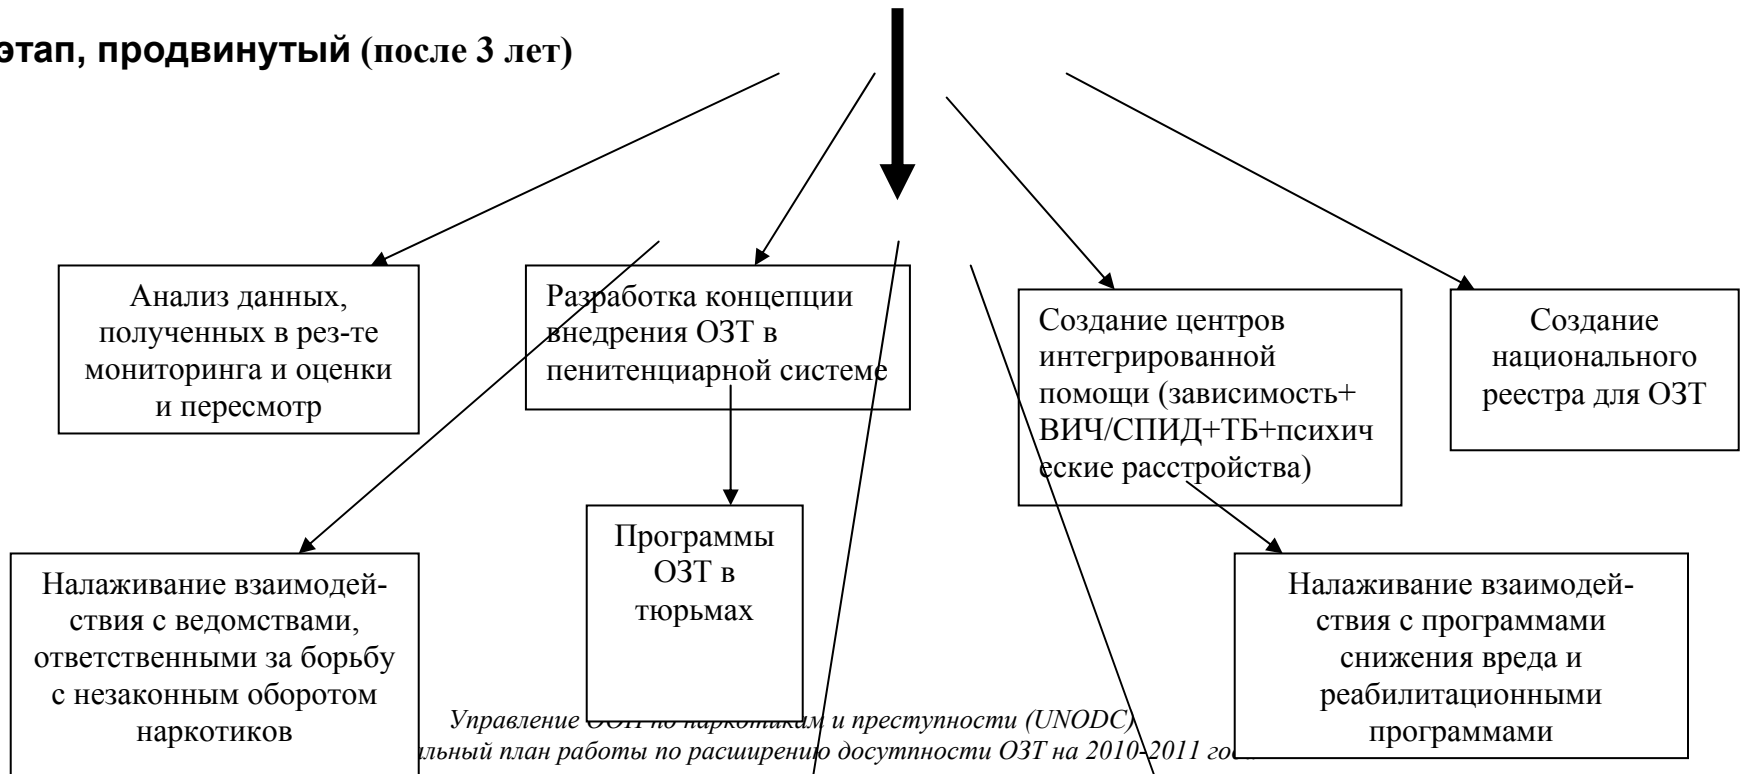 этап, продвинутый (после 3 лет)
Анализ данных,
полученных в рез-те
мониторинга и оценки
и пересмотр
Разработка концепции
внедрения ОЗТ в
пенитенциарной системе
Создание центров
интегрированной
помощи (зависимость+
ВИЧ/СПИД+ТБ+психич
еские расстройства)
Создание
национального
реестра для ОЗТ
Налаживание взаимодей-
ствия с ведомствами,
ответственными за борьбу
с незаконным оборотом
наркотиков
Программы
ОЗТ в
тюрьмах
Налаживание взаимодей-
ствия с программами
снижения вреда и
реабилитационными
программами
Управление ООН по наркотикам и преступности (UNODC)
план работы по расширению досутпности ОЗТ на 2010-2011